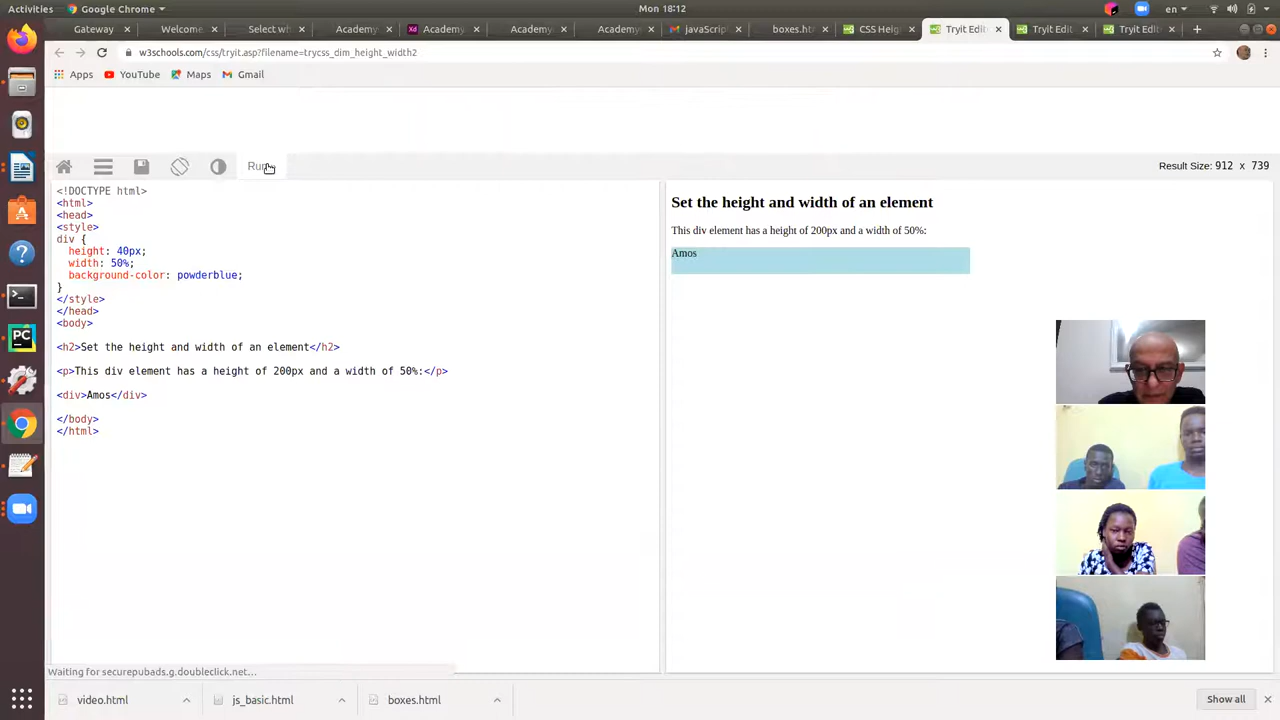 Activities Google Chrome Mon 18:12 en
Gateway Welcome Select wh Academy Academy Academy Academy javaScrip boxes.ht CSS Heig Tryit Edit Tryit Edit Tryit Edit
w3schools.com/css/tryit.asp?filename=trycss_dim_height_width2
Apps YouTube Maps Gmail
Run Result Size: 912 x 739
<!DOCTYPE html>
<html>
<head>
<style>
div {
height: 40px;
width: 50%;
background-color: powderblue;
}
</style>
</head>
<body>
<h2>Set the height and width of an element</h2>
<p>This div element has a height of 200px and a width of 50%:</p>
<div>Amos</div>
</body>
</html>
Set the height and width of an element
This div element has a height of 200px and a width of 50%:
Amos
Waiting for securepubads.g.doubleclick.net...
video.html js_basic.html boxes.html Show all